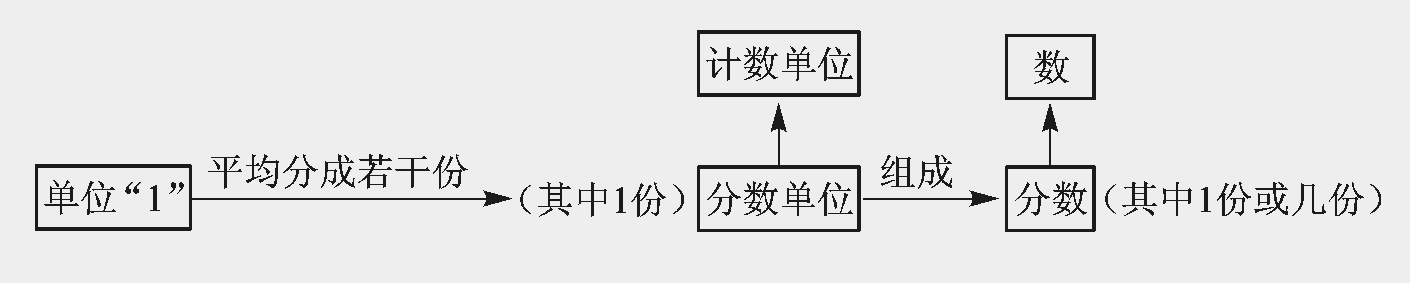 计数单位 数
平均分成若干份 组成
单位“1” （其中1份） 分数单位 分数 （其中1份或几份）